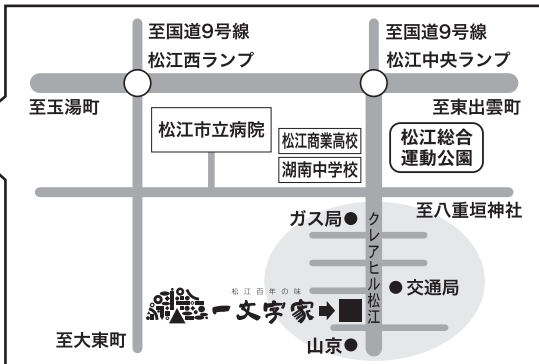 至国道9号線
松江西ランプ
至国道9号線
松江中央ランプ
至玉湯町
至東出雲町
松江市立病院
松江商業高校
湖南中学校
松江総合
運動公園
至八重垣神社
ガス局
クレアヒル松江
交通局
松江百年の味
一文字家
至大東町
山京